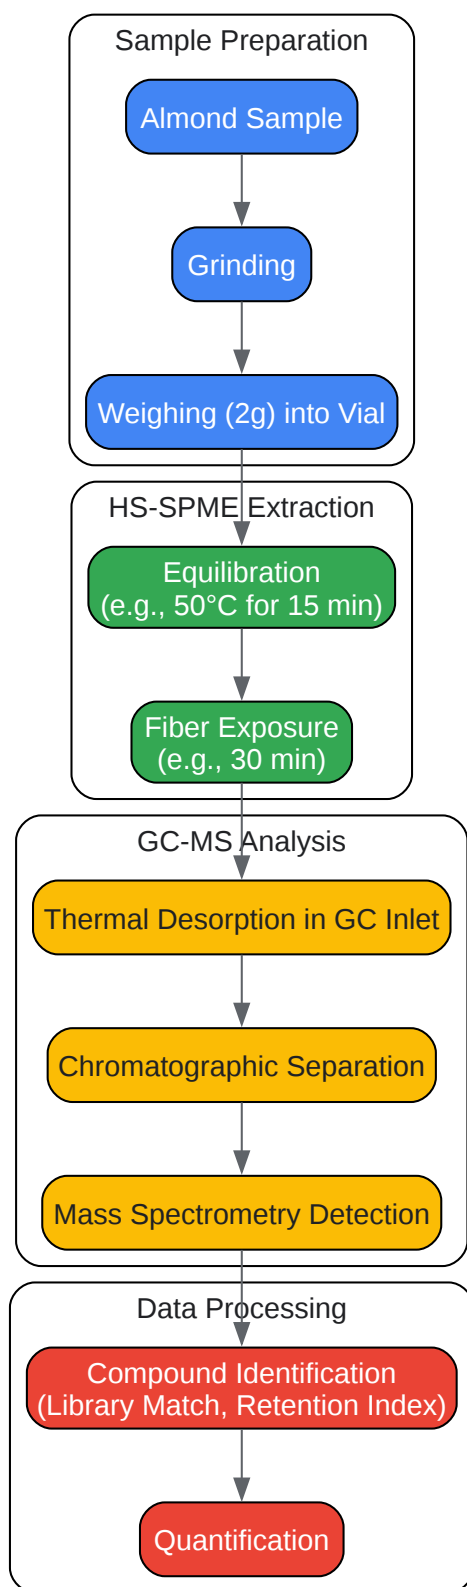 Sample Preparation
Almond Sample
Grinding
Weighing (2g) into Vial
HS-SPME Extraction
Equilibration
(e.g., 50°C for 15 min)
Fiber Exposure
(e.g., 30 min)
GC-MS Analysis
Thermal Desorption in GC Inlet
Chromatographic Separation
Mass Spectrometry Detection
Data Processing
Compound Identification
(Library Match, Retention Index)
Quantification